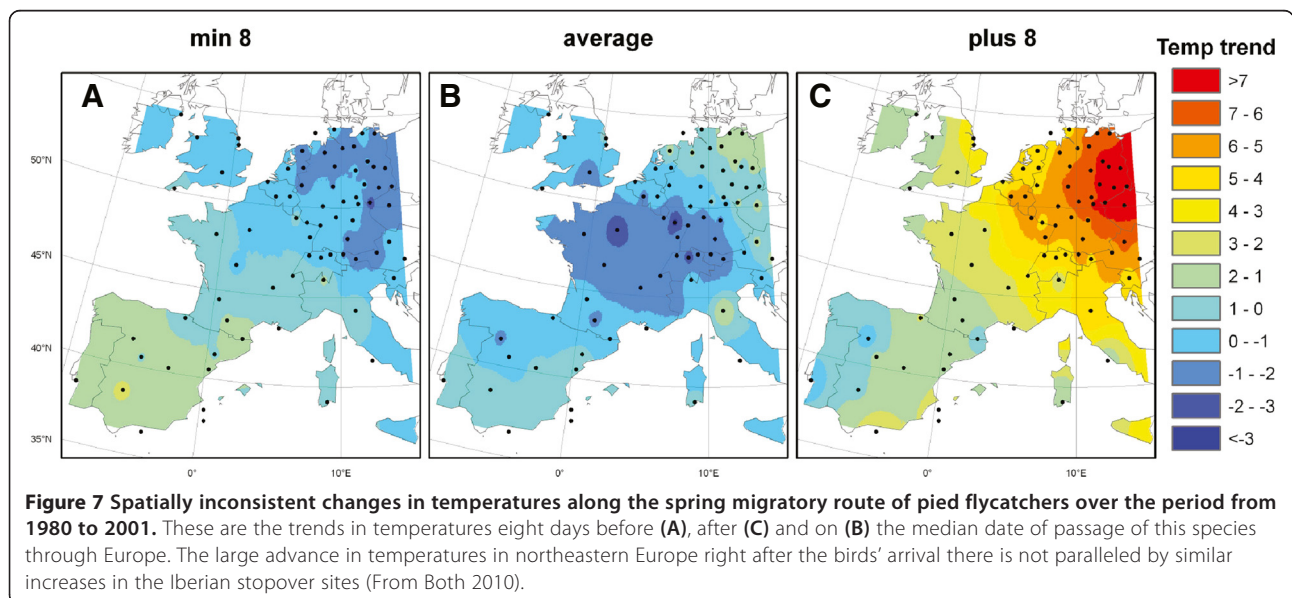 min 8
average
plus 8
Temp trend
A
B
C
>7
7 - 6
6 - 5
5 - 4
4 - 3
3 - 2
2 - 1
1 - 0
0 - -1
-1 - -2
-2 - -3
<-3
50°N
45°N
40°N
35°N
0°
10°E
0°
10°E
0°
10°E
Figure 7 Spatially inconsistent changes in temperatures along the spring migratory route of pied flycatchers over the period from
1980 to 2001. These are the trends in temperatures eight days before (A), after (C) and on (B) the median date of passage of this species
through Europe. The large advance in temperatures in northeastern Europe right after the birds' arrival there is not paralleled by similar
increases in the Iberian stopover sites (From Both 2010).